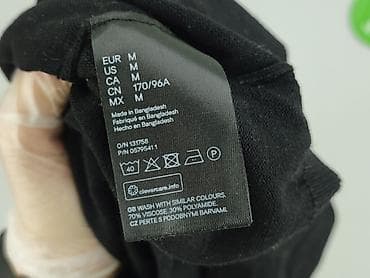 EUR M
US M
CA M
CN 170/96A
MX M
Made in Bangladesh
Fabriqué en Bangladesh
Hecho en Bangladesh
O/N 131758
P/N 05795411
40
P
clevercare.info
GB WASH WITH SIMILAR COLOURS.
70% VISCOSE, 30% POLYAMIDE.
CZ PERTE S PODOBNÝMI BARVAMI.